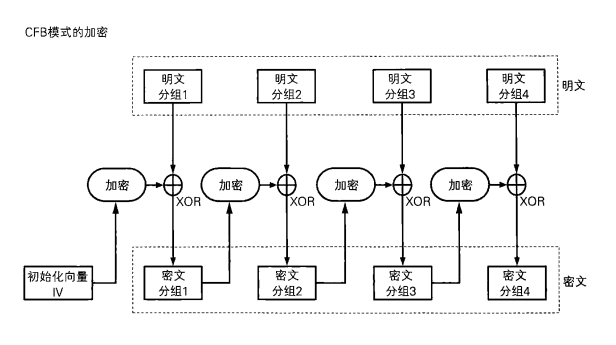 CFB模式的加密
明文
分组1
明文
分组2
明文
分组3
明文
分组4
明文
加密
XOR
加密
XOR
加密
XOR
加密
XOR
初始化向量
IV
密文
分组1
密文
分组2
密文
分组3
密文
分组4
密文